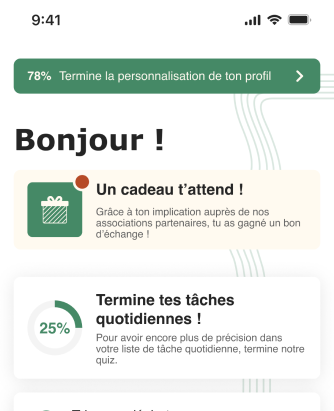 9:41
78% Termine la personnalisation de ton profil
Bonjour !
Un cadeau t'attend !
Grâce à ton implication auprès de nos
associations partenaires, tu as gagné un bon
d'échange !
Termine tes tâches
quotidiennes !
25%
Pour avoir encore plus de précision dans
votre liste de tâche quotidienne, termine notre
quiz.